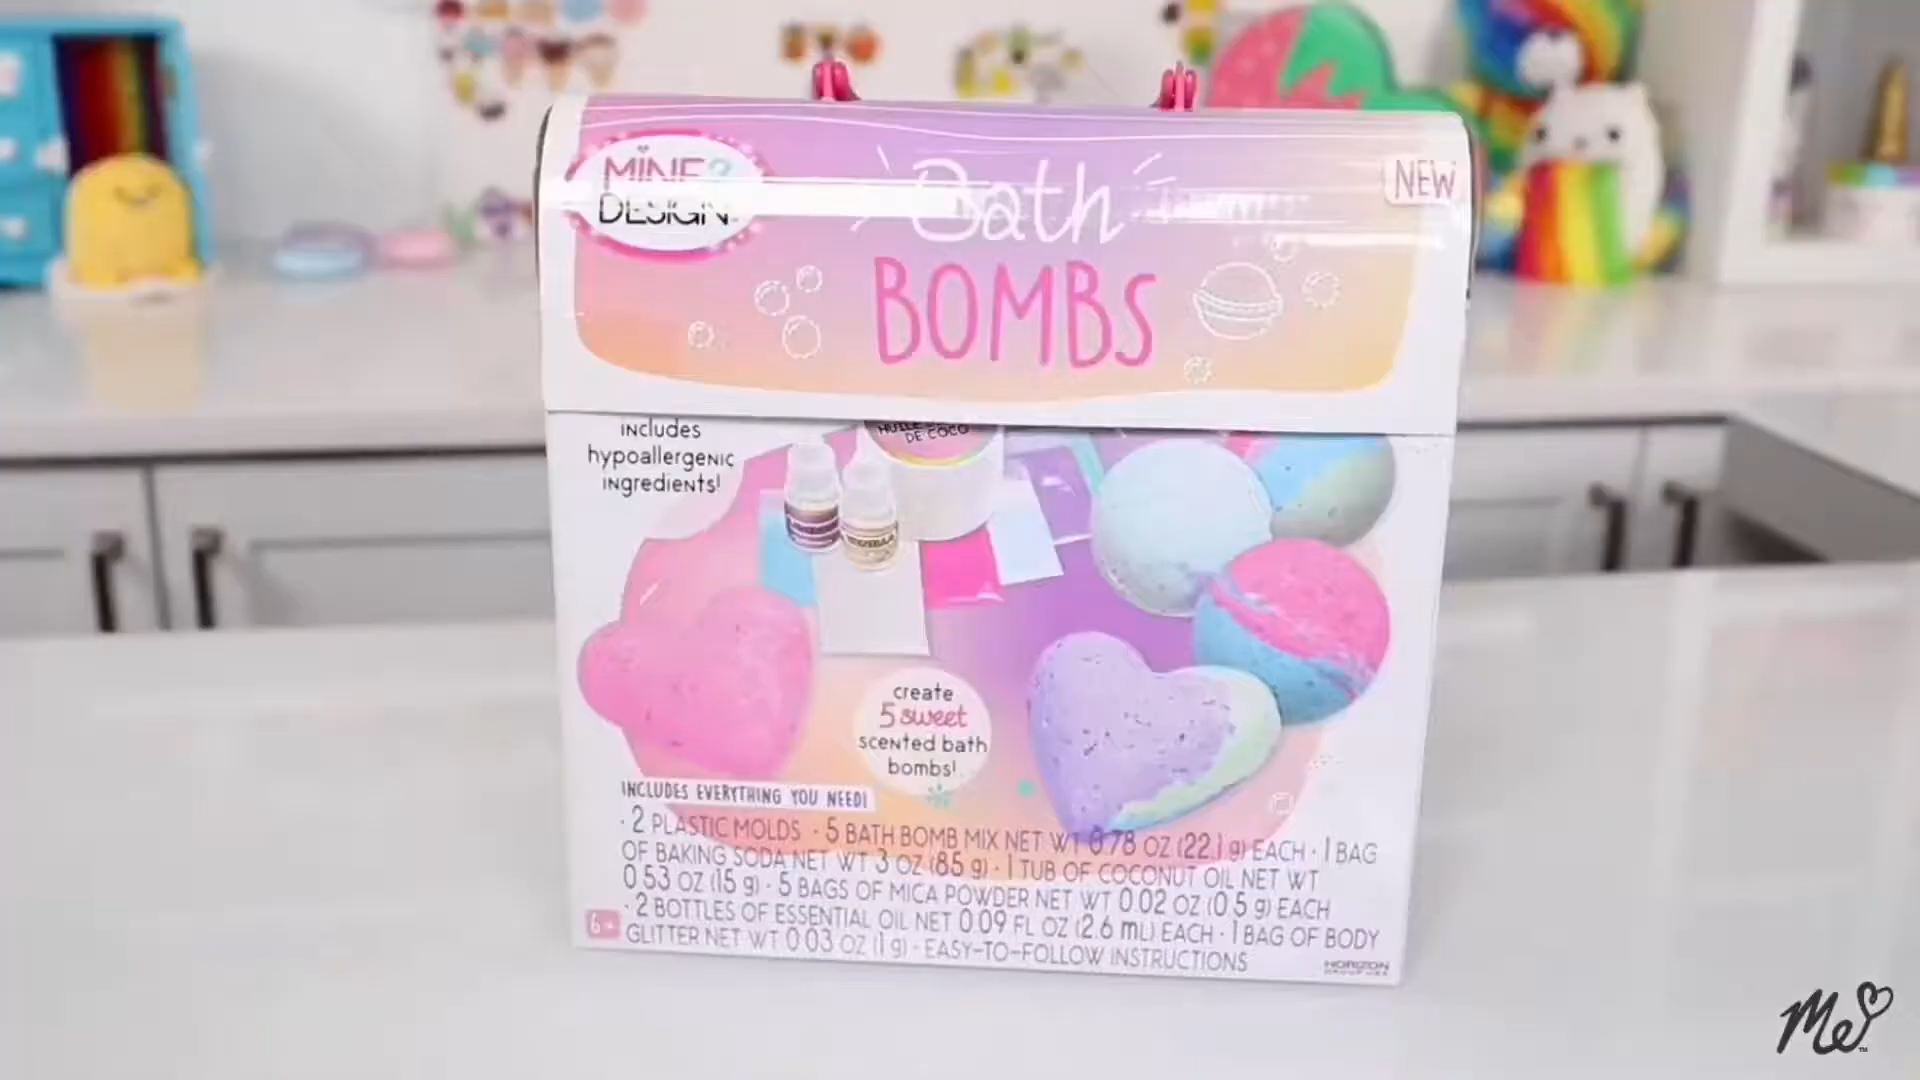 MINE2
DESIGN
Bath
BOMBS
NEW
includes
hypoallergenic
ingredients!
DE COCO
create
5 sweet
scented bath
bombs!
INCLUDES EVERYTHING YOU NEED!
· 2 PLASTIC MOLDS · 5 BATH BOMB MIX NET WT 0.78 OZ (22.1 g) EACH · 1 BAG
OF BAKING SODA NET WT 3 OZ (85 g) · 1 TUB OF COCONUT OIL NET WT
0.53 OZ (15 g) · 5 BAGS OF MICA POWDER NET WT 0.02 OZ (0.5 g) EACH
· 2 BOTTLES OF ESSENTIAL OIL NET 0.09 FL OZ (2.6 mL) EACH · 1 BAG OF BODY
GLITTER NET WT 0.03 OZ (1 g) · EASY-TO-FOLLOW INSTRUCTIONS
6+
HORIZON
GROUP USA
Me